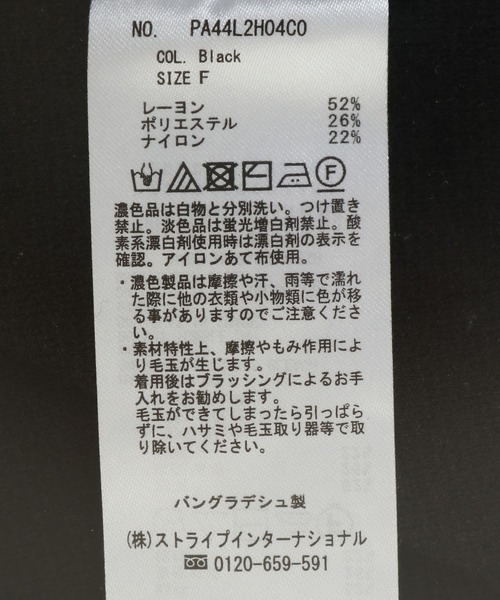 NO. PA44L2H04C0
COL. Black
SIZE F
レーヨン 52%
ポリエステル 26%
ナイロン 22%
F
濃色品は白物と分別洗い。つけ置き
禁止。淡色品は蛍光増白剤禁止。酸
素系漂白剤使用時は漂白剤の表示を
確認。アイロンあて布使用。
・濃色製品は摩擦や汗、雨等で濡れ
た際に他の衣類や小物類に色が移
る事がありますのでご注意くださ
い。
・素材特性上、摩擦やもみ作用によ
り毛玉が生じます。
着用後はブラッシングによるお手
入れをお勧めします。
毛玉ができてしまったら引っぱら
ずに、ハサミや毛玉取り器等で取
り除いてください。
バングラデシュ製
(株)ストライプインターナショナル
0120-659-591